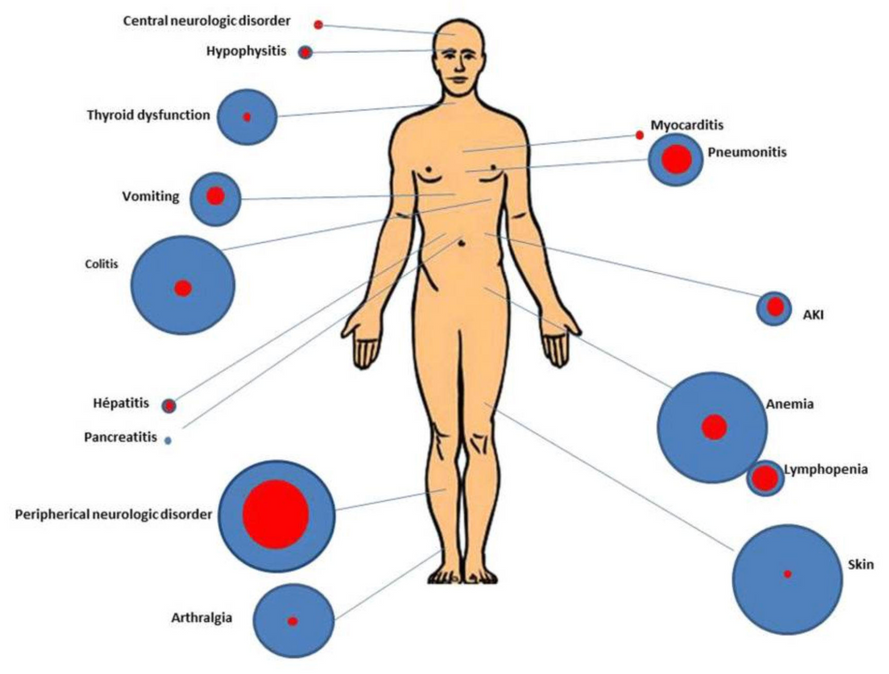 Central neurologic disorder
Hypophysitis
Thyroid dysfunction
Myocarditis
Pneumonitis
Vomiting
Colitis
AKI
Hépatitis
Anemia
Pancreatitis
Lymphopenia
Peripherical neurologic disorder
Skin
Arthralgia